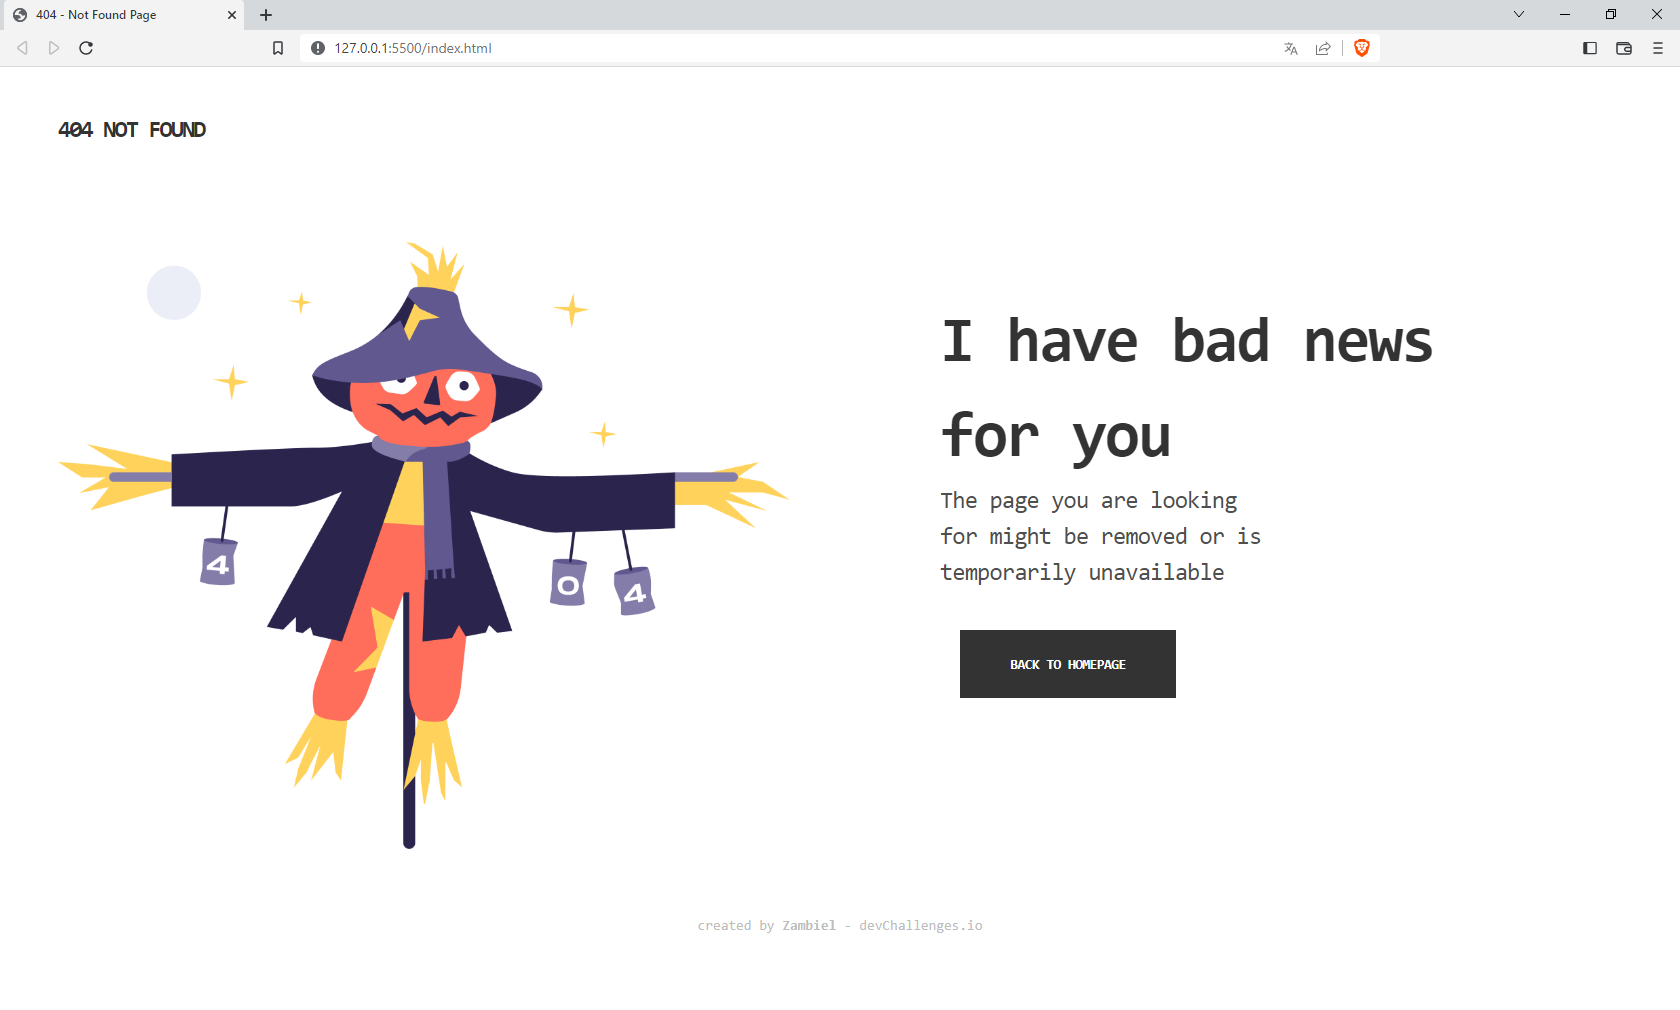 404 - Not Found Page
127.0.0.1:5500/index.html
404 NOT FOUND
I have bad news
for you
The page you are looking
for might be removed or is
temporarily unavailable
4
0
4
BACK TO HOMEPAGE
created by Zambiel - devChallenges.io